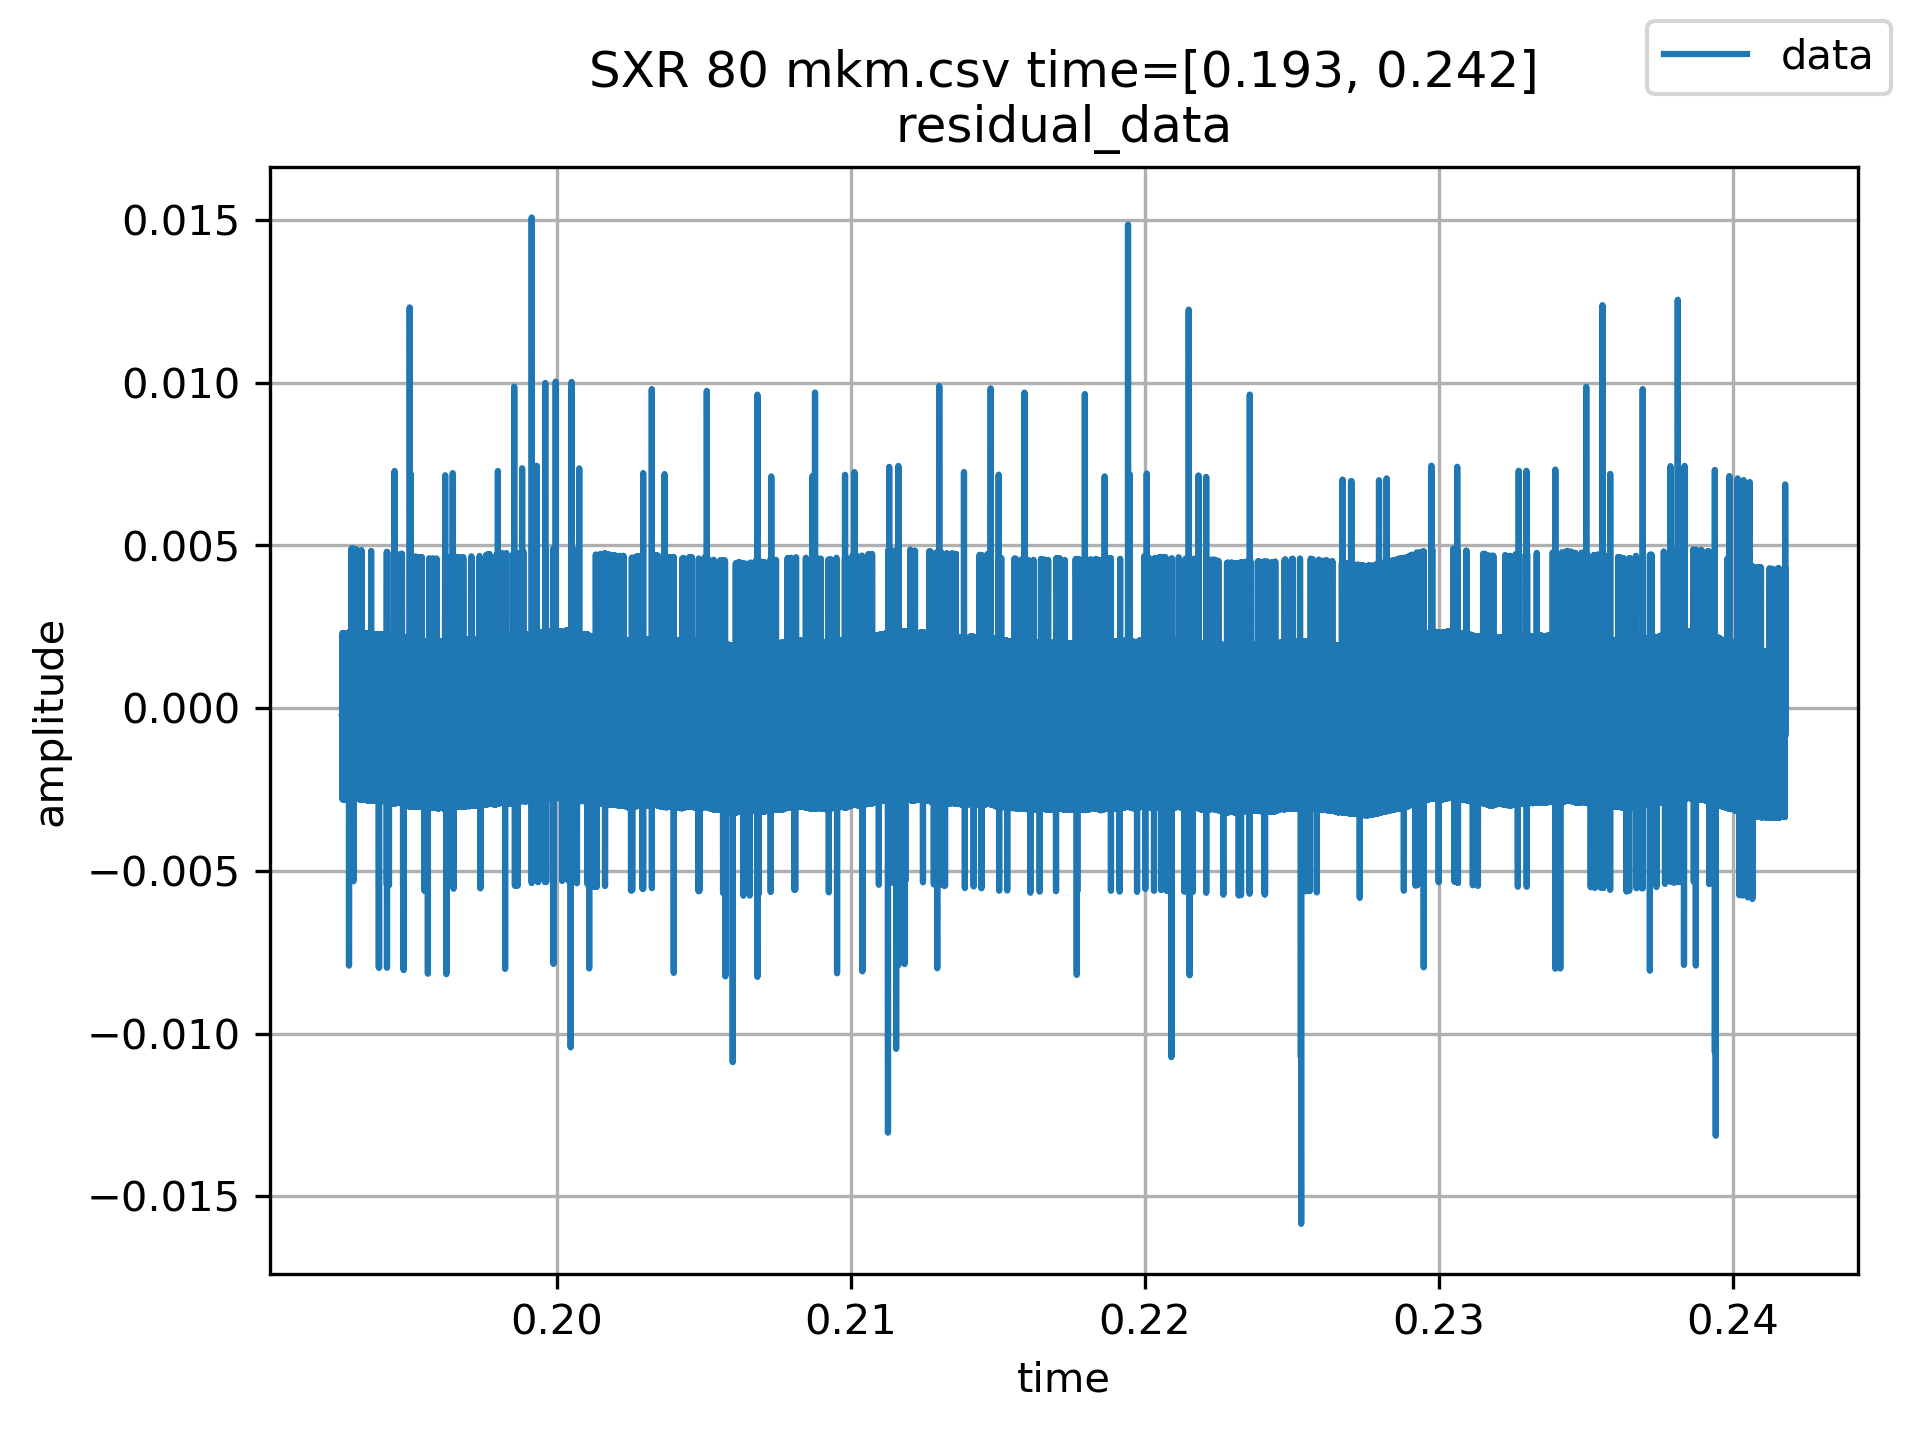 SXR 80 mkm.csv time=[0.193, 0.242]
residual_data
data
0.015
0.010
0.005
0.000
−0.005
−0.010
−0.015
amplitude
0.20 0.21 0.22 0.23 0.24
time